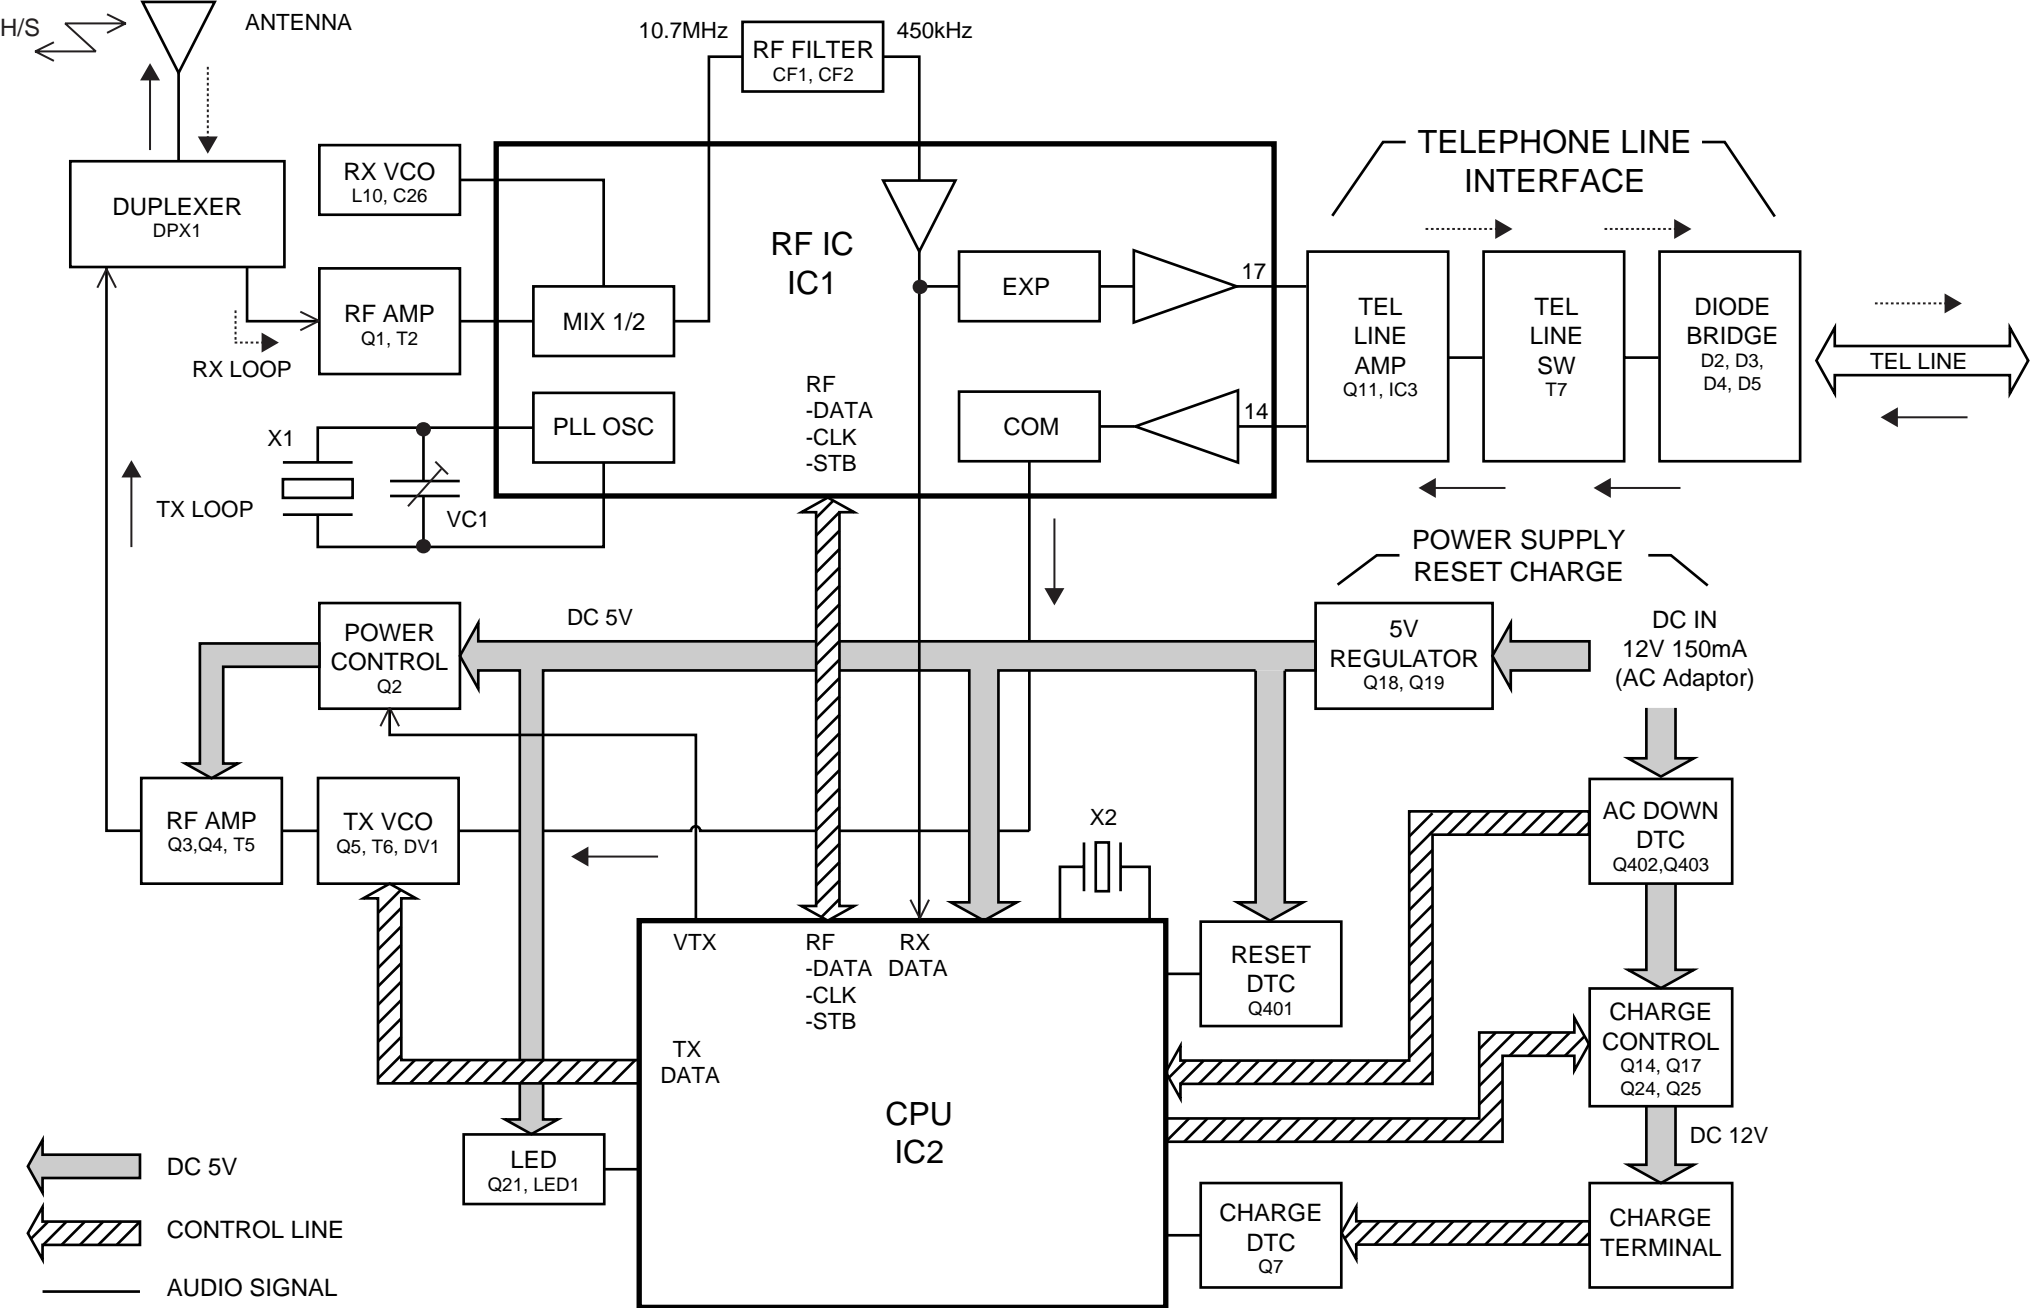 H/S
ANTENNA
10.7MHz
RF FILTER
CF1, CF2
450kHz
DUPLEXER
DPX1
RX VCO
L10, C26
RF AMP
Q1, T2
RX LOOP
RF IC
IC1
MIX 1/2
PLL OSC
RF
-DATA
-CLK
-STB
EXP
17
COM
14
TELEPHONE LINE
INTERFACE
TEL
LINE
AMP
Q11, IC3
TEL
LINE
SW
T7
DIODE
BRIDGE
D2, D3,
D4, D5
TEL LINE
X1
VC1
TX LOOP
POWER SUPPLY
RESET CHARGE
POWER
CONTROL
Q2
DC 5V
5V
REGULATOR
Q18, Q19
DC IN
12V 150mA
(AC Adaptor)
RF AMP
Q3,Q4, T5
TX VCO
Q5, T6, DV1
X2
AC DOWN
DTC
Q402,Q403
VTX
RF
-DATA
-CLK
-STB
RX
DATA
TX
DATA
CPU
IC2
RESET
DTC
Q401
CHARGE
CONTROL
Q14, Q17
Q24, Q25
DC 12V
LED
Q21, LED1
CHARGE
DTC
Q7
CHARGE
TERMINAL
DC 5V
CONTROL LINE
AUDIO SIGNAL